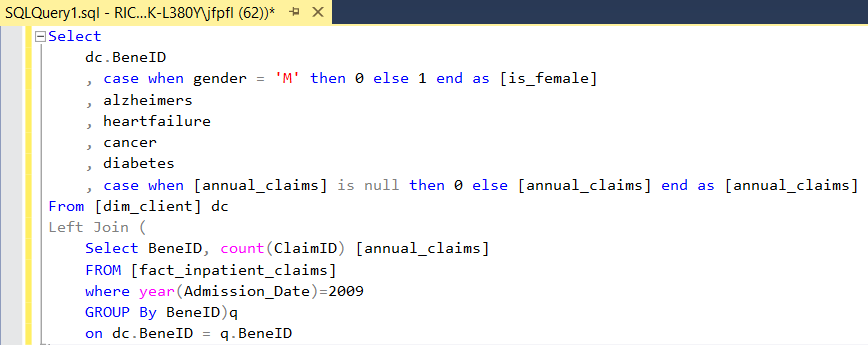 SQLQuery1.sql - RIC...K-L380Y\jfpfl (62))*
Select
dc.BeneID
, case when gender = 'M' then 0 else 1 end as [is_female]
, alzheimers
, heartfailure
, cancer
, diabetes
, case when [annual_claims] is null then 0 else [annual_claims] end as [annual_claims]
From [dim_client] dc
Left Join (
Select BeneID, count(ClaimID) [annual_claims]
FROM [fact_inpatient_claims]
where year(Admission_Date)=2009
GROUP By BeneID)q
on dc.BeneID = q.BeneID